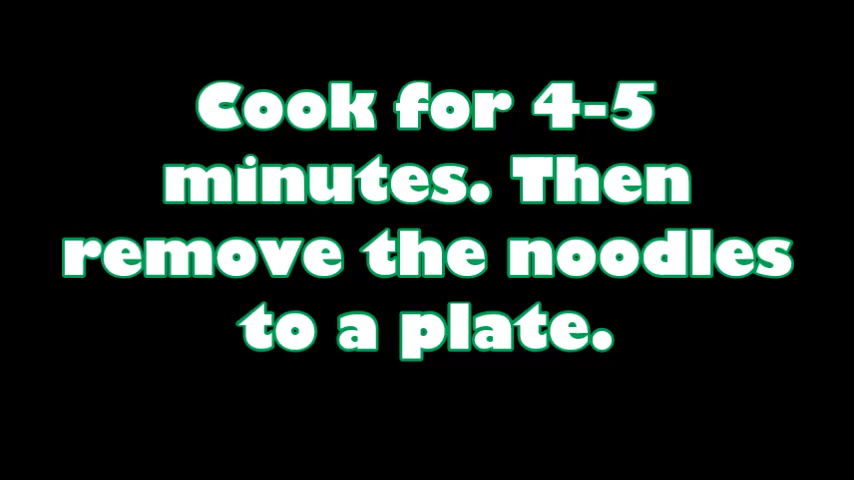 Cook for 4-5
minutes. Then
remove the noodles
to a plate.